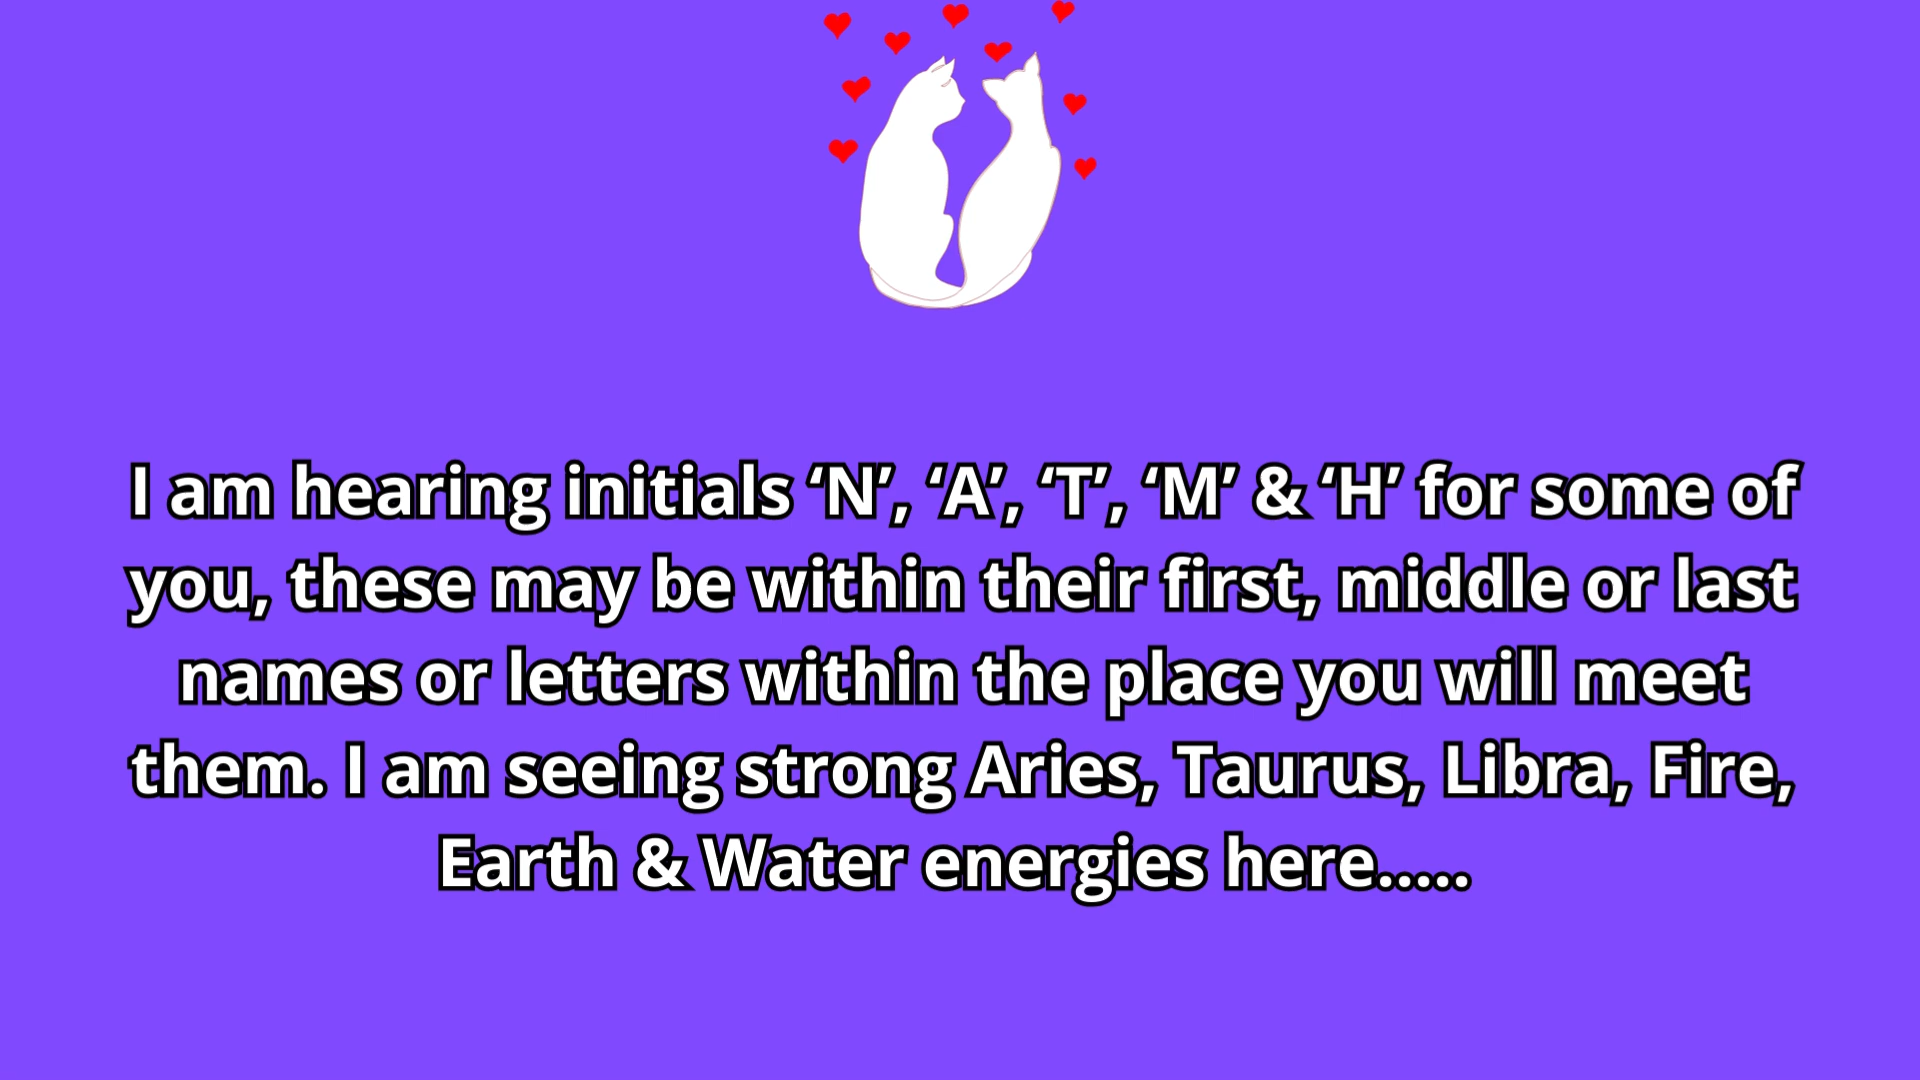 I am hearing initials ‘N’, ‘A’, ‘T’, ‘M’ & ‘H’ for some of
you, these may be within their first, middle or last
names or letters within the place you will meet
them. I am seeing strong Aries, Taurus, Libra, Fire,
Earth & Water energies here.....